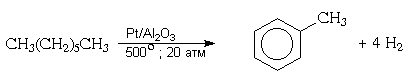 CH₃
CH₃(CH₂)₅CH₃ Pt/Al₂O₃ + 4 H₂
500° ; 20 атм